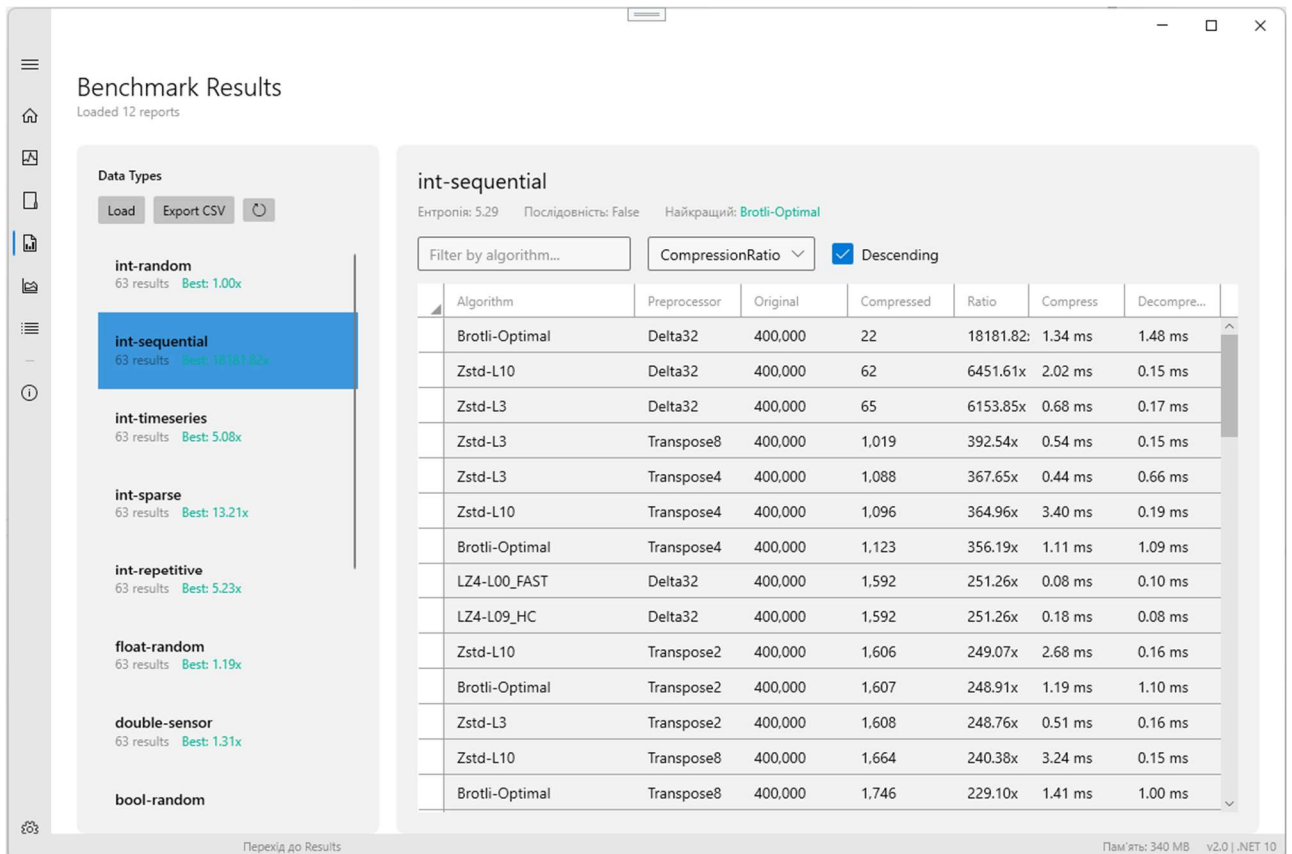 Benchmark Results
Loaded 12 reports
Data Types
Load Export CSV
int-random
63 results Best: 1.00x
int-sequential
63 results Best: 18181.82x
int-timeseries
63 results Best: 5.08x
int-sparse
63 results Best: 13.21x
int-repetitive
63 results Best: 5.23x
float-random
63 results Best: 1.19x
double-sensor
63 results Best: 1.31x
bool-random
int-sequential
Ентропія: 5.29 Послідовність: False Найкращий: Brotli-Optimal
Filter by algorithm... CompressionRatio Descending
Algorithm Preprocessor Original Compressed Ratio Compress Decompre...
Brotli-Optimal Delta32 400,000 22 18181.82: 1.34 ms 1.48 ms
Zstd-L10 Delta32 400,000 62 6451.61x 2.02 ms 0.15 ms
Zstd-L3 Delta32 400,000 65 6153.85x 0.68 ms 0.17 ms
Zstd-L3 Transpose8 400,000 1,019 392.54x 0.54 ms 0.15 ms
Zstd-L3 Transpose4 400,000 1,088 367.65x 0.44 ms 0.66 ms
Zstd-L10 Transpose4 400,000 1,096 364.96x 3.40 ms 0.19 ms
Brotli-Optimal Transpose4 400,000 1,123 356.19x 1.11 ms 1.09 ms
LZ4-L00_FAST Delta32 400,000 1,592 251.26x 0.08 ms 0.10 ms
LZ4-L09_HC Delta32 400,000 1,592 251.26x 0.18 ms 0.08 ms
Zstd-L10 Transpose2 400,000 1,606 249.07x 2.68 ms 0.16 ms
Brotli-Optimal Transpose2 400,000 1,607 248.91x 1.19 ms 1.10 ms
Zstd-L3 Transpose2 400,000 1,608 248.76x 0.51 ms 0.16 ms
Zstd-L10 Transpose8 400,000 1,664 240.38x 3.24 ms 0.15 ms
Brotli-Optimal Transpose8 400,000 1,746 229.10x 1.41 ms 1.00 ms
Перехід до Results Пам'ять: 340 MB v2.0 | .NET 10